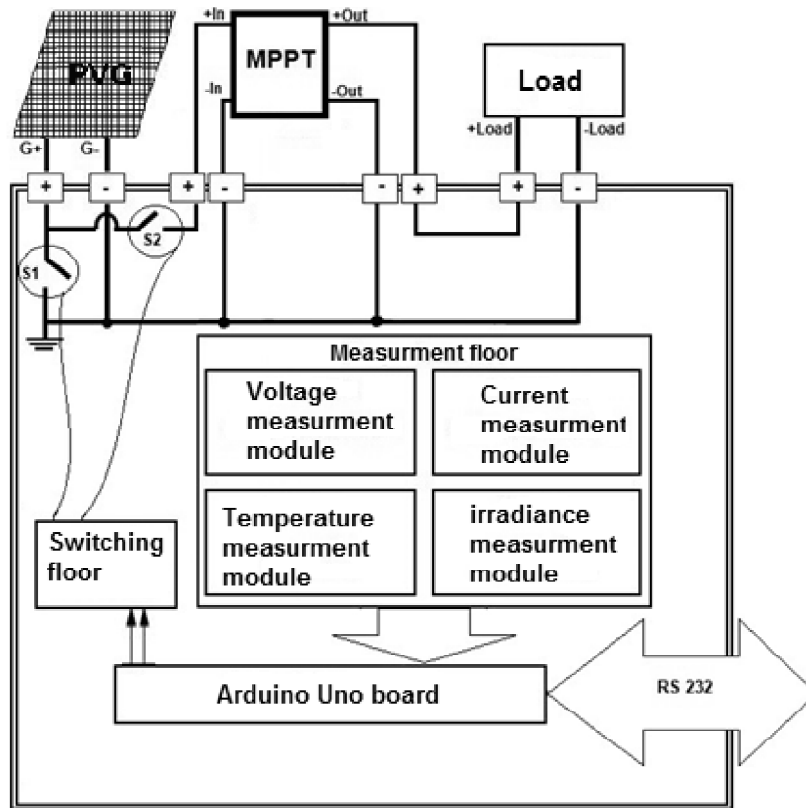 +In
+Out
PVG
MPPT
Load
-In
-Out
+Load
-Load
G+
G-
+
-
+
-
-
+
+
-
S2
S1
Measurment floor
Voltage
measurment
module
Current
measurment
module
Temperature
measurment
module
irradiance
measurment
module
Switching
floor
Arduino Uno board
RS 232